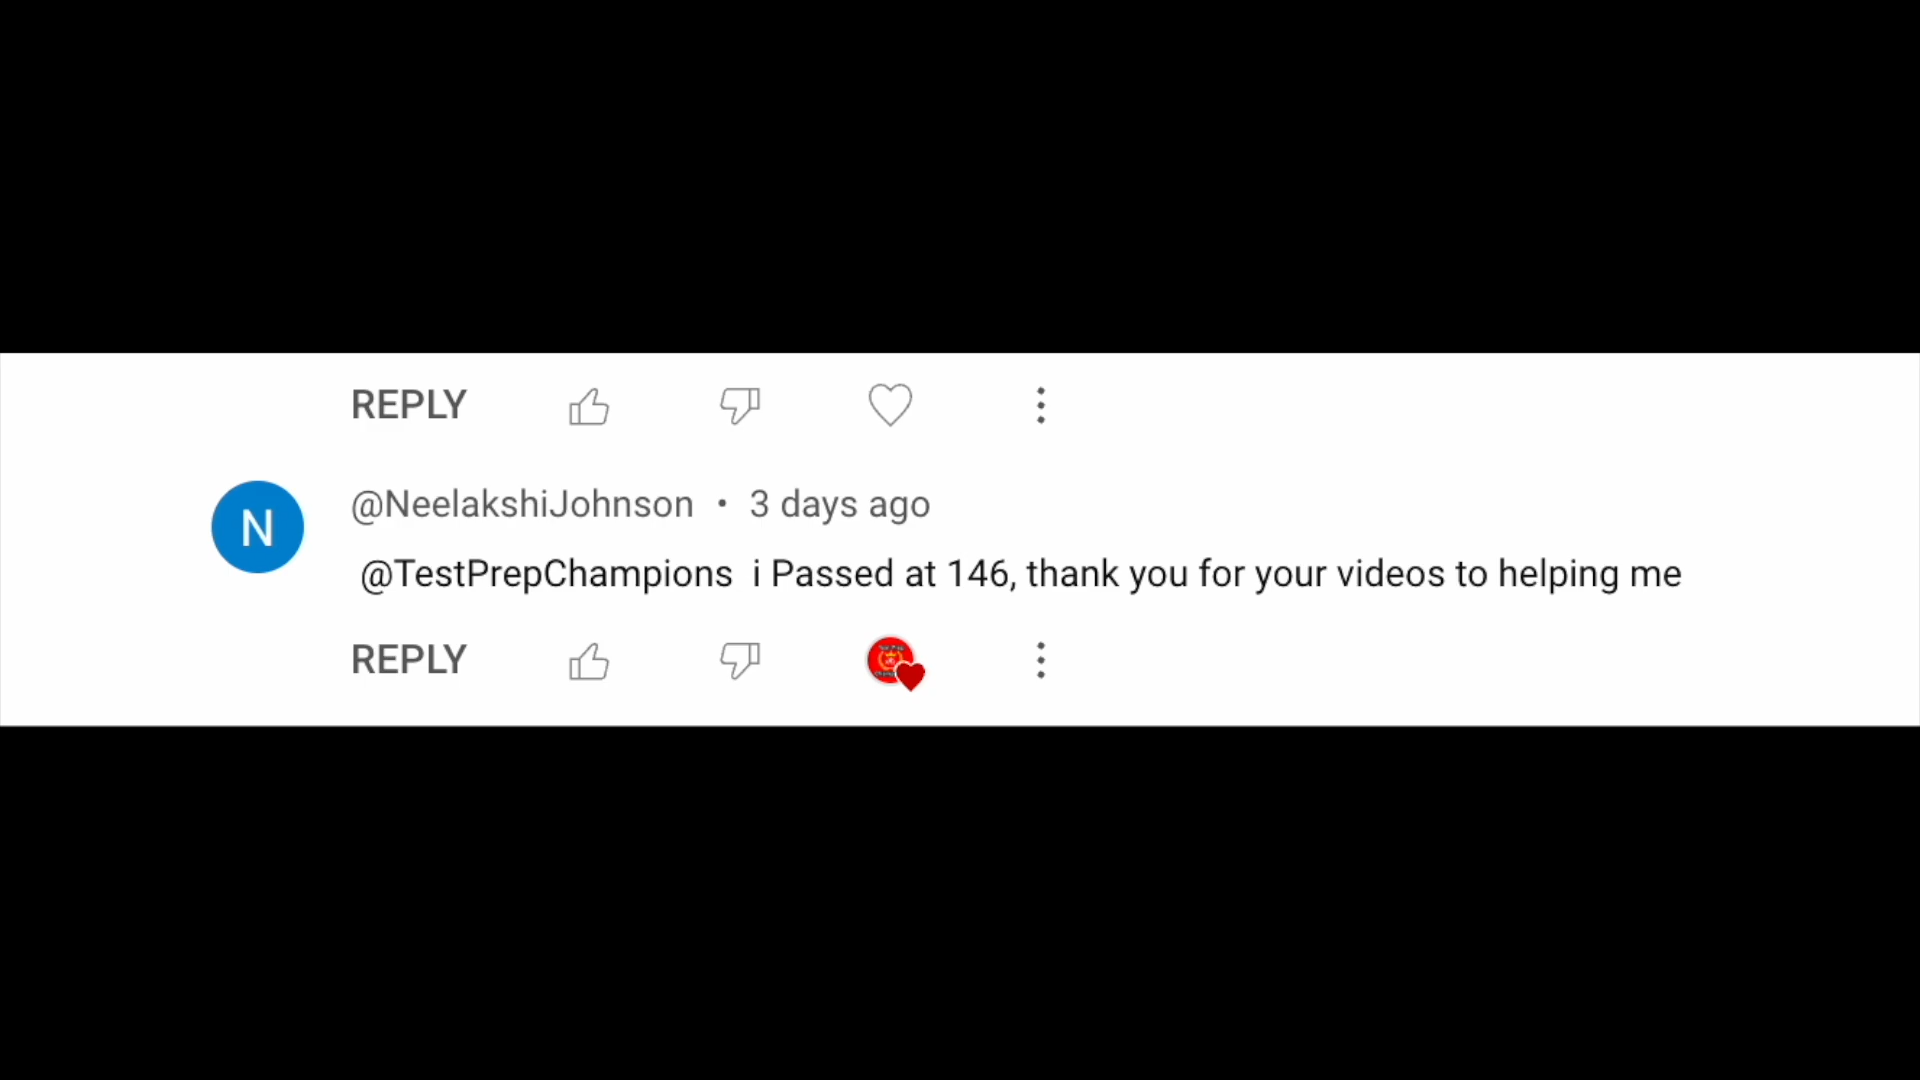 REPLY
N
@NeelakshiJohnson • 3 days ago
@TestPrepChampions i Passed at 146, thank you for your videos to helping me
REPLY